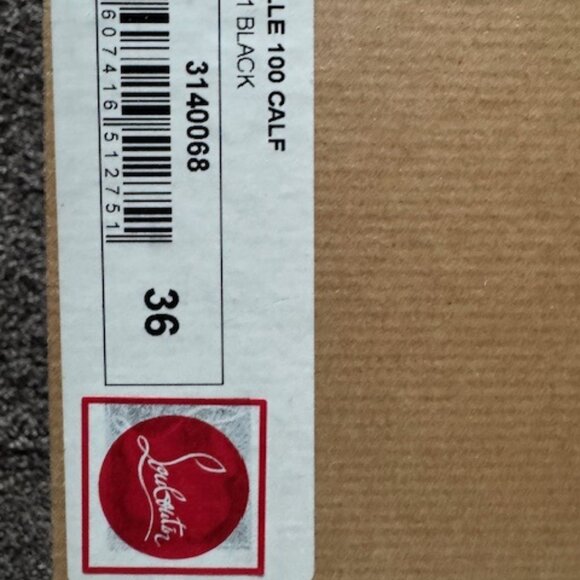 LLE 100 CALF
1 BLACK
3140068
607416512751
36
Louboutin